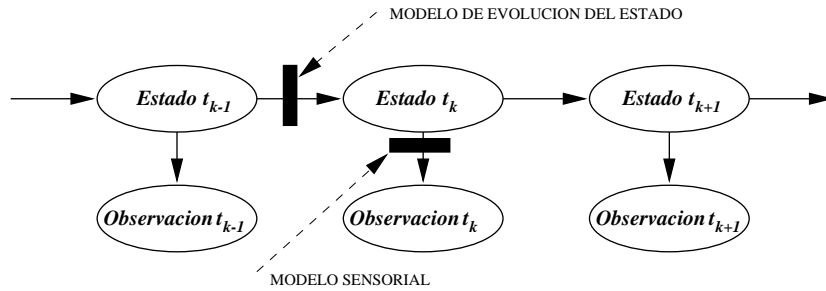 MODELO DE EVOLUCION DEL ESTADO
Estado t_{k-1}
Estado t_k
Estado t_{k+1}
Observacion t_{k-1}
Observacion t_k
Observacion t_{k+1}
MODELO SENSORIAL